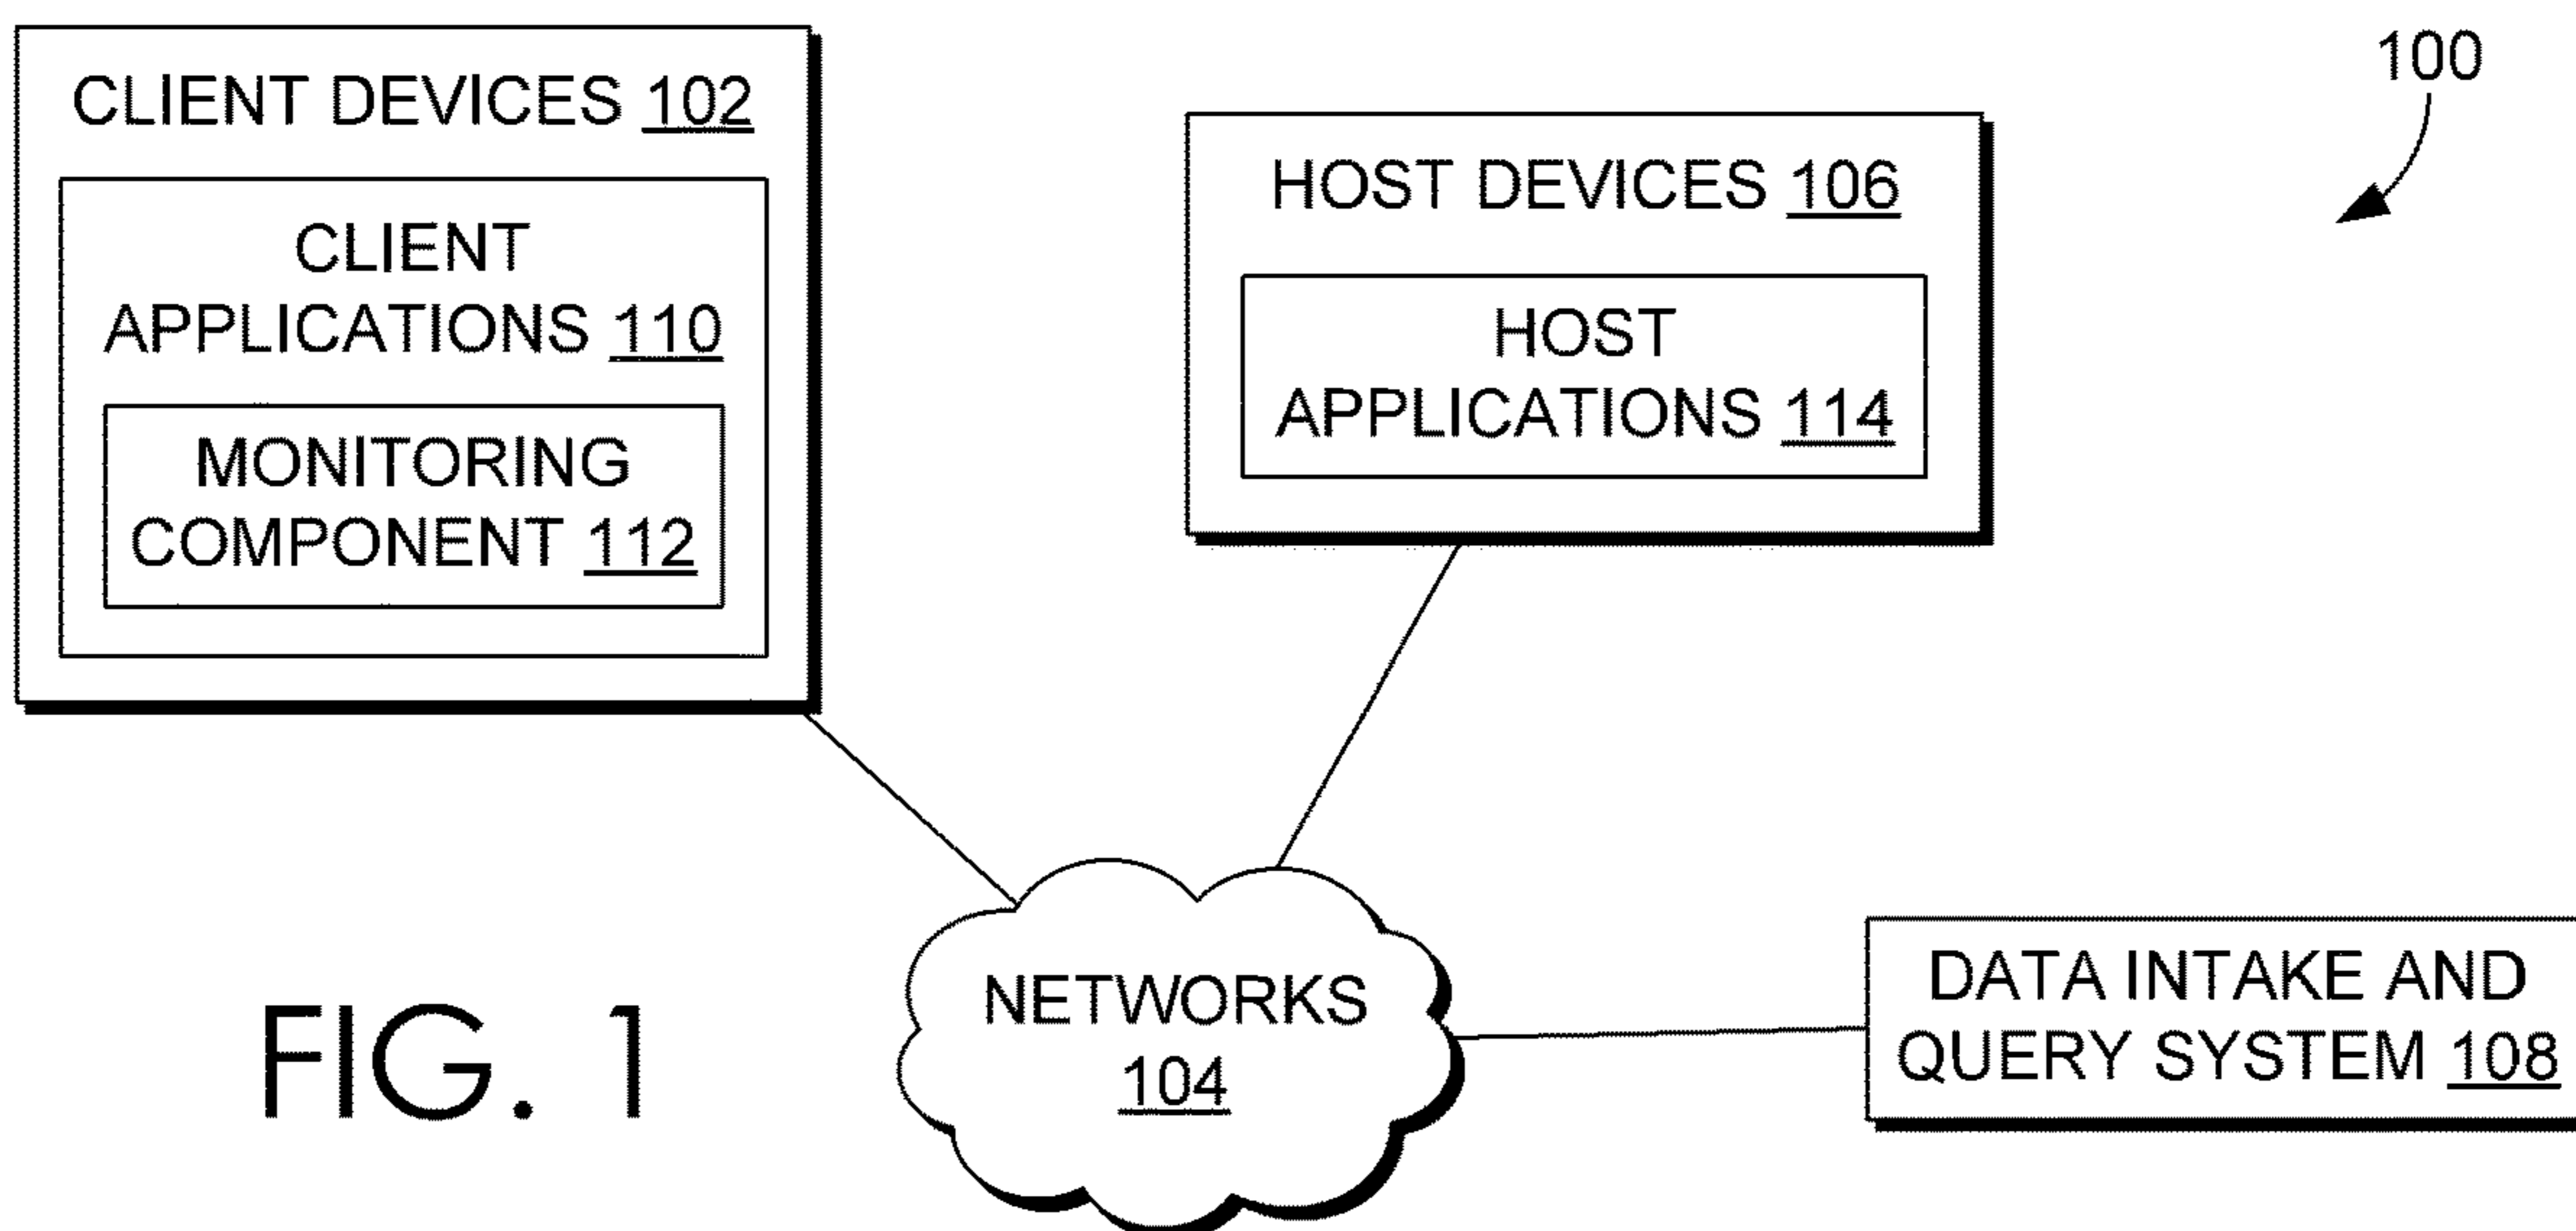 100
CLIENT DEVICES 102
CLIENT
APPLICATIONS 110
MONITORING
COMPONENT 112
HOST DEVICES 106
HOST
APPLICATIONS 114
NETWORKS
104
DATA INTAKE AND
QUERY SYSTEM 108
FIG. 1